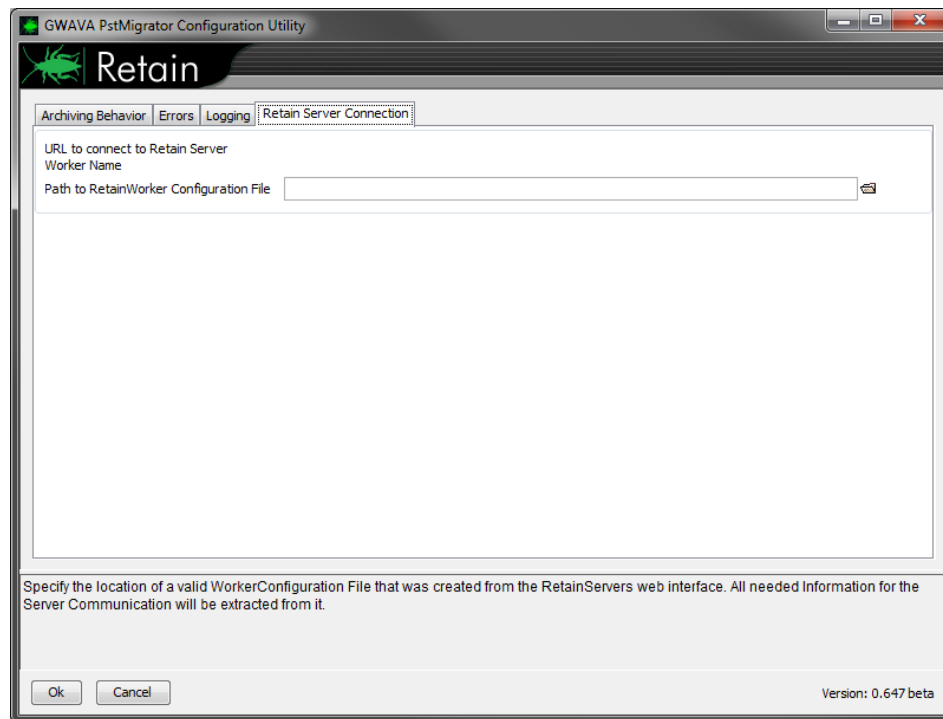 GWAVA PstMigrator Configuration Utility
Retain
Archiving Behavior Errors Logging Retain Server Connection
URL to connect to Retain Server
Worker Name
Path to RetainWorker Configuration File
Specify the location of a valid WorkerConfiguration File that was created from the RetainServers web interface. All needed Information for the
Server Communication will be extracted from it.
Ok Cancel Version: 0.647 beta